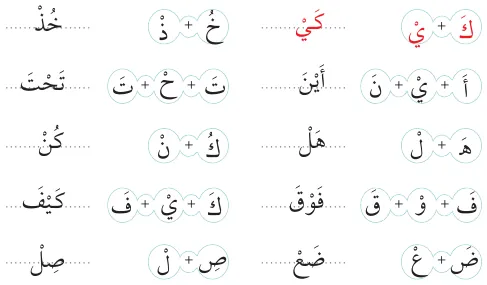 كَ + يْ كَيْ خُ + ذْ خُذْ
أَ + يْ + نَ أَيْنَ تَ + حْ + تَ تَحْتَ
هَ + لْ هَلْ كُ + نْ كُنْ
فَ + وْ + قَ فَوْقَ كَ + يْ + فَ كَيْفَ
ضَ + عْ ضَعْ صِ + لْ صِلْ